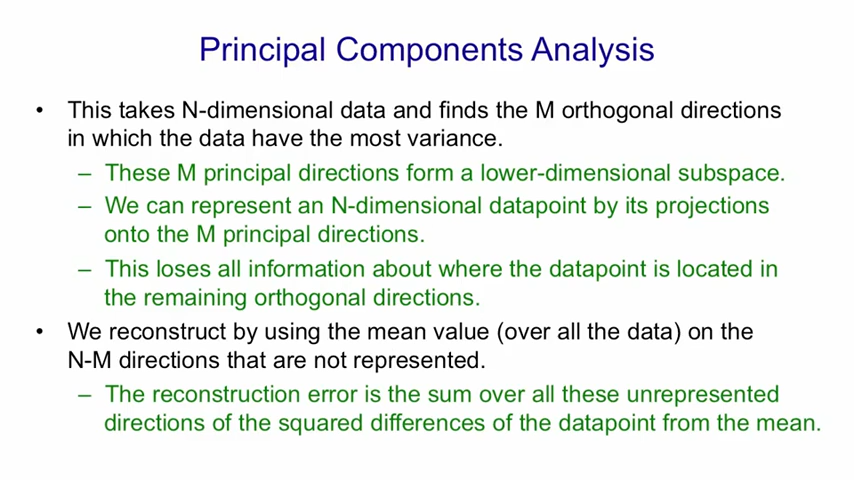 Principal Components Analysis
• This takes N-dimensional data and finds the M orthogonal directions
in which the data have the most variance.
– These M principal directions form a lower-dimensional subspace.
– We can represent an N-dimensional datapoint by its projections
onto the M principal directions.
– This loses all information about where the datapoint is located in
the remaining orthogonal directions.
• We reconstruct by using the mean value (over all the data) on the
N-M directions that are not represented.
– The reconstruction error is the sum over all these unrepresented
directions of the squared differences of the datapoint from the mean.